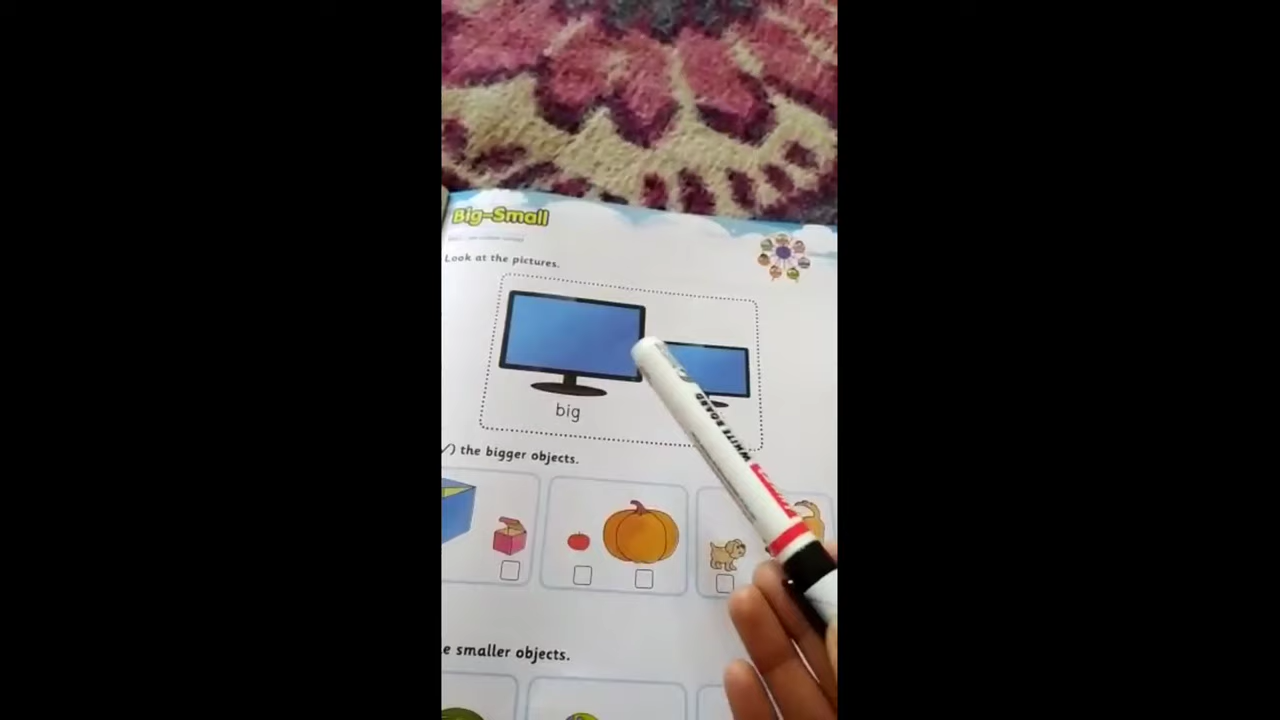 Big–Small
Look at the pictures.
big
the bigger objects.
WHITE BOARD
smaller objects.